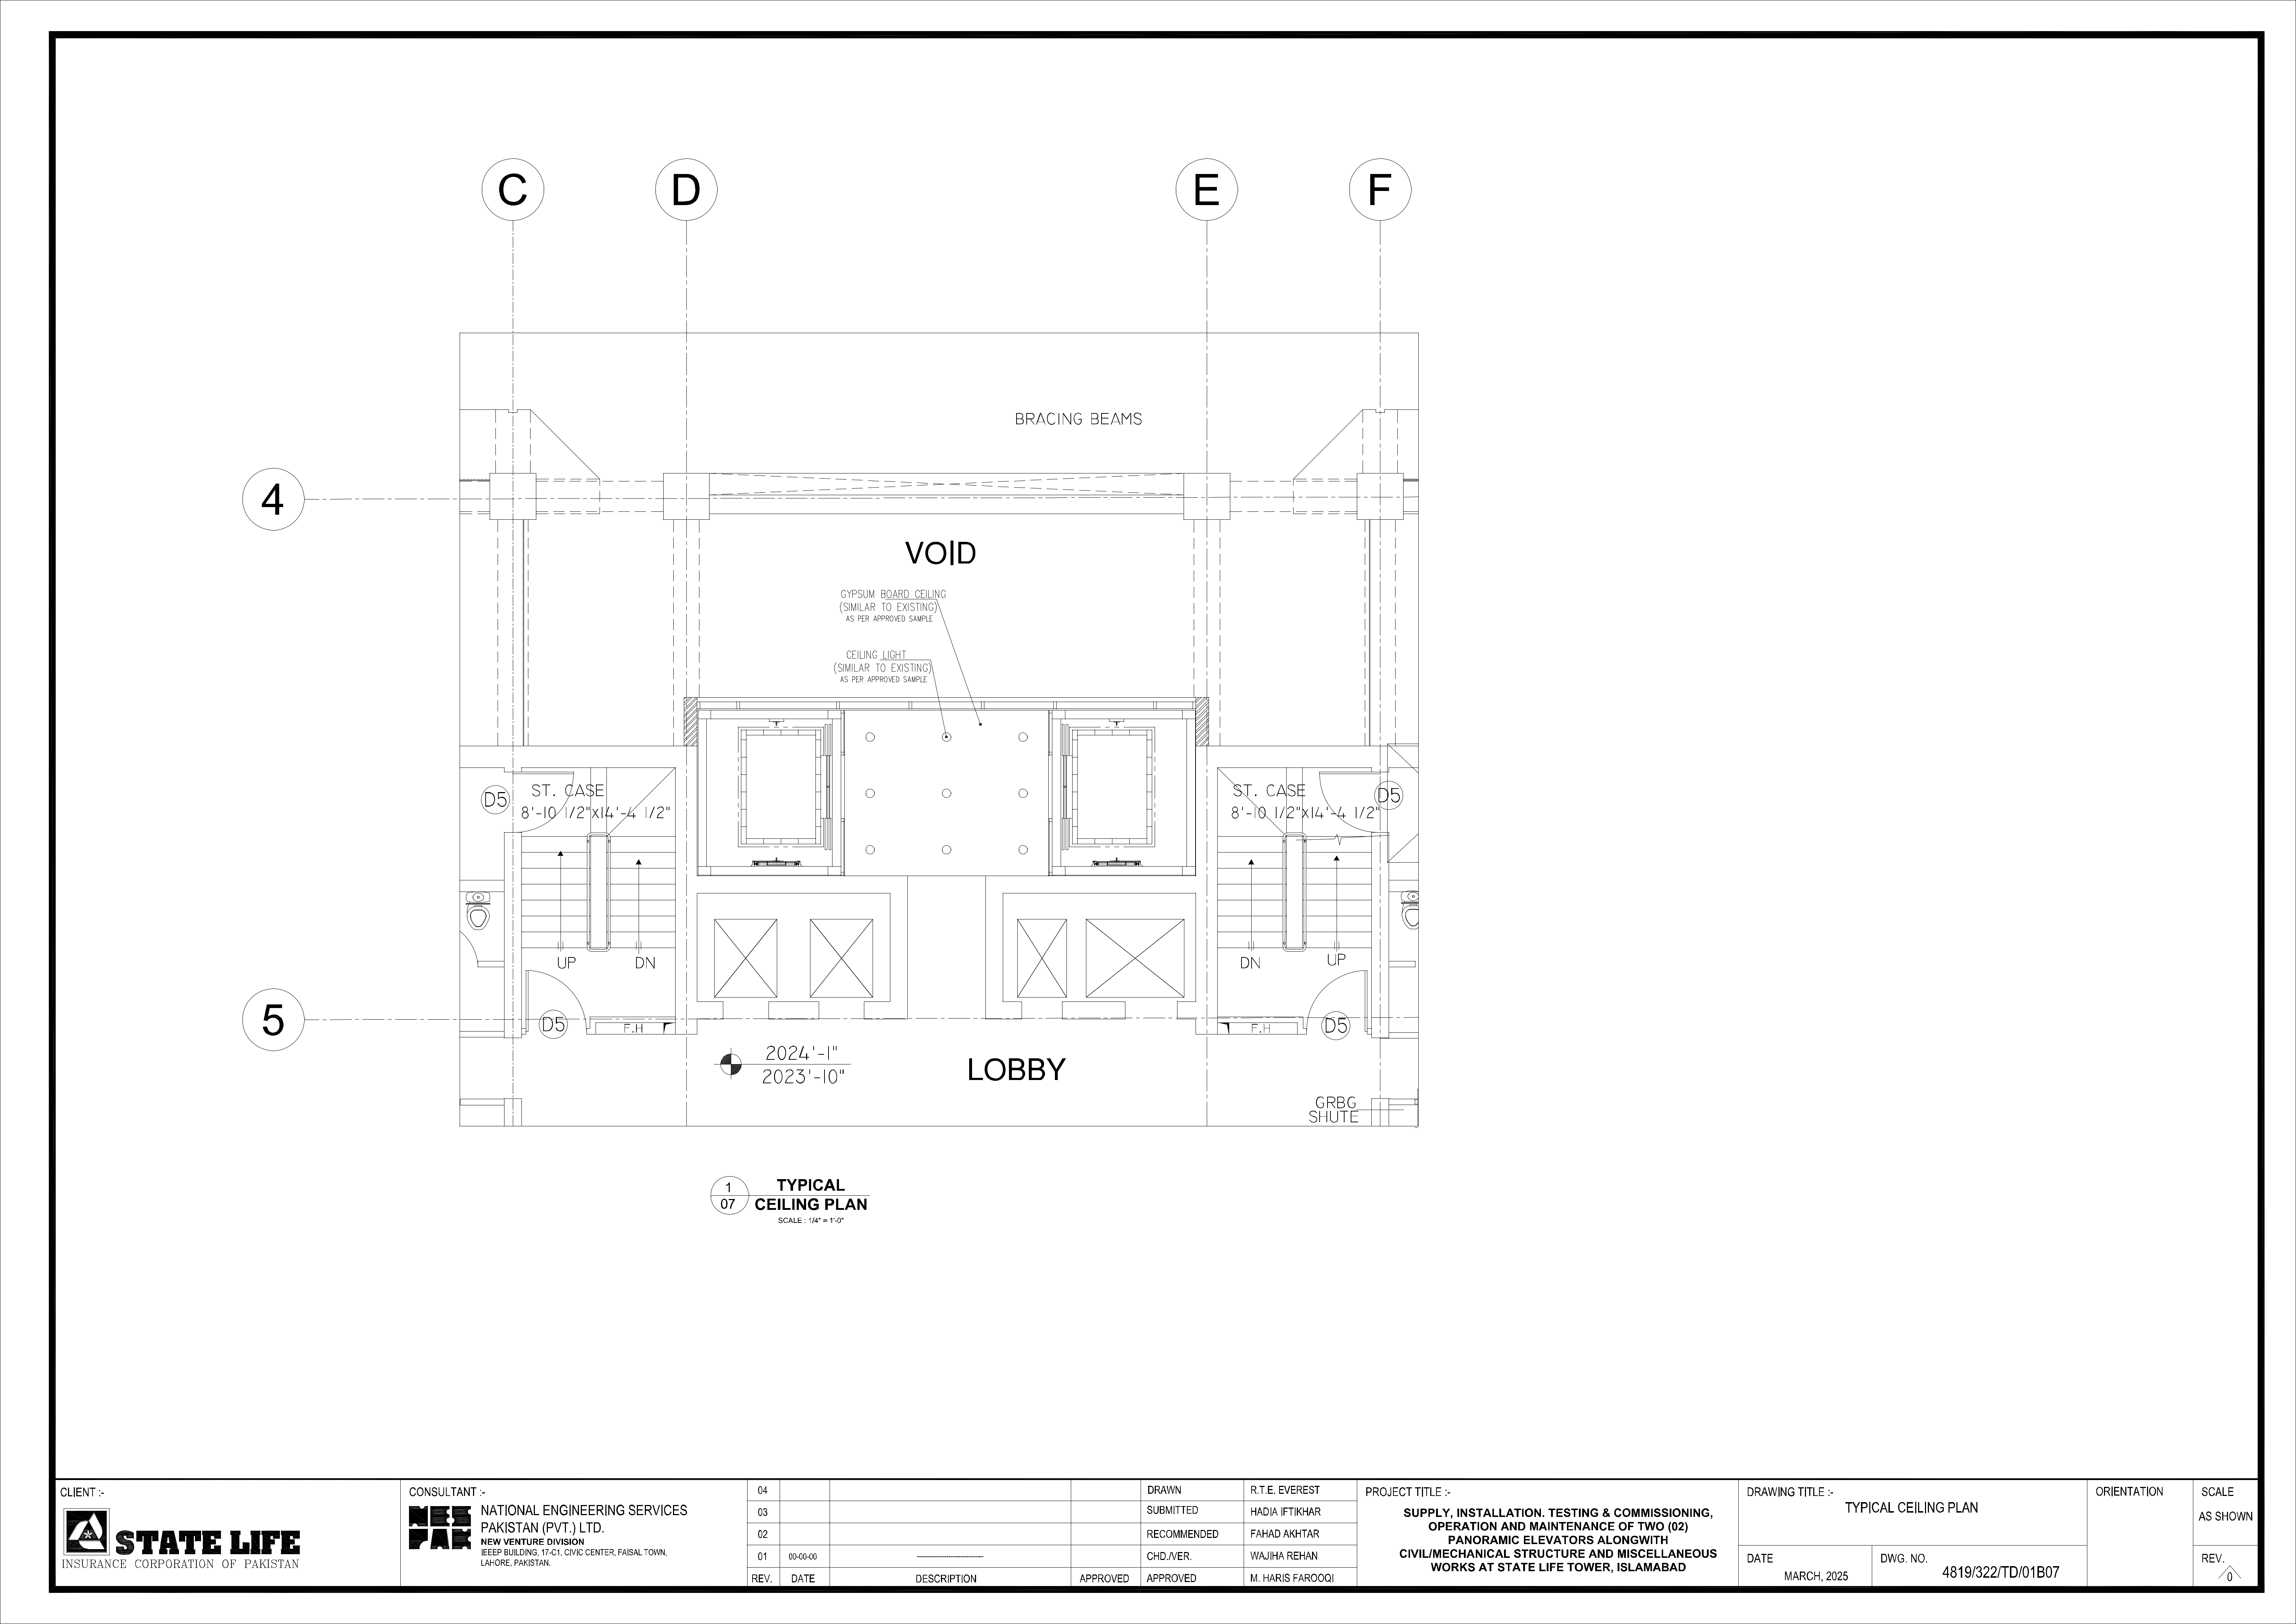 C
D
E
F
BRACING BEAMS
4
VOID
GYPSUM BOARD CEILING
(SIMILAR TO EXISTING)
AS PER APPROVED SAMPLE
CEILING LIGHT
(SIMILAR TO EXISTING)
AS PER APPROVED SAMPLE
D5
ST. CASE
8'-10 1/2"x14'-4 1/2"
ST. CASE
8'-10 1/2"x14'-4 1/2"
D5
UP
DN
DN
UP
5
D5
F.H
F.H
D5
2024'-1"
2023'-10"
LOBBY
GRBG
SHUTE
1
07
TYPICAL
CEILING PLAN
SCALE : 1/4" = 1'-0"
CLIENT :-
STATE LIFE
INSURANCE CORPORATION OF PAKISTAN
CONSULTANT :-
NES
PAK
NATIONAL ENGINEERING SERVICES
PAKISTAN (PVT.) LTD.
NEW VENTURE DIVISION
IEEEP BUILDING, 17-C1, CIVIC CENTER, FAISAL TOWN,
LAHORE, PAKISTAN.
04
03
02
01 00-00-00
REV. DATE DESCRIPTION APPROVED
DRAWN R.T.E. EVEREST
SUBMITTED HADIA IFTIKHAR
RECOMMENDED FAHAD AKHTAR
CHD./VER. WAJIHA REHAN
APPROVED M. HARIS FAROOQI
PROJECT TITLE :-
SUPPLY, INSTALLATION. TESTING & COMMISSIONING,
OPERATION AND MAINTENANCE OF TWO (02)
PANORAMIC ELEVATORS ALONGWITH
CIVIL/MECHANICAL STRUCTURE AND MISCELLANEOUS
WORKS AT STATE LIFE TOWER, ISLAMABAD
DRAWING TITLE :-
TYPICAL CEILING PLAN
DATE
MARCH, 2025
DWG. NO.
4819/322/TD/01B07
ORIENTATION
SCALE
AS SHOWN
REV.
0